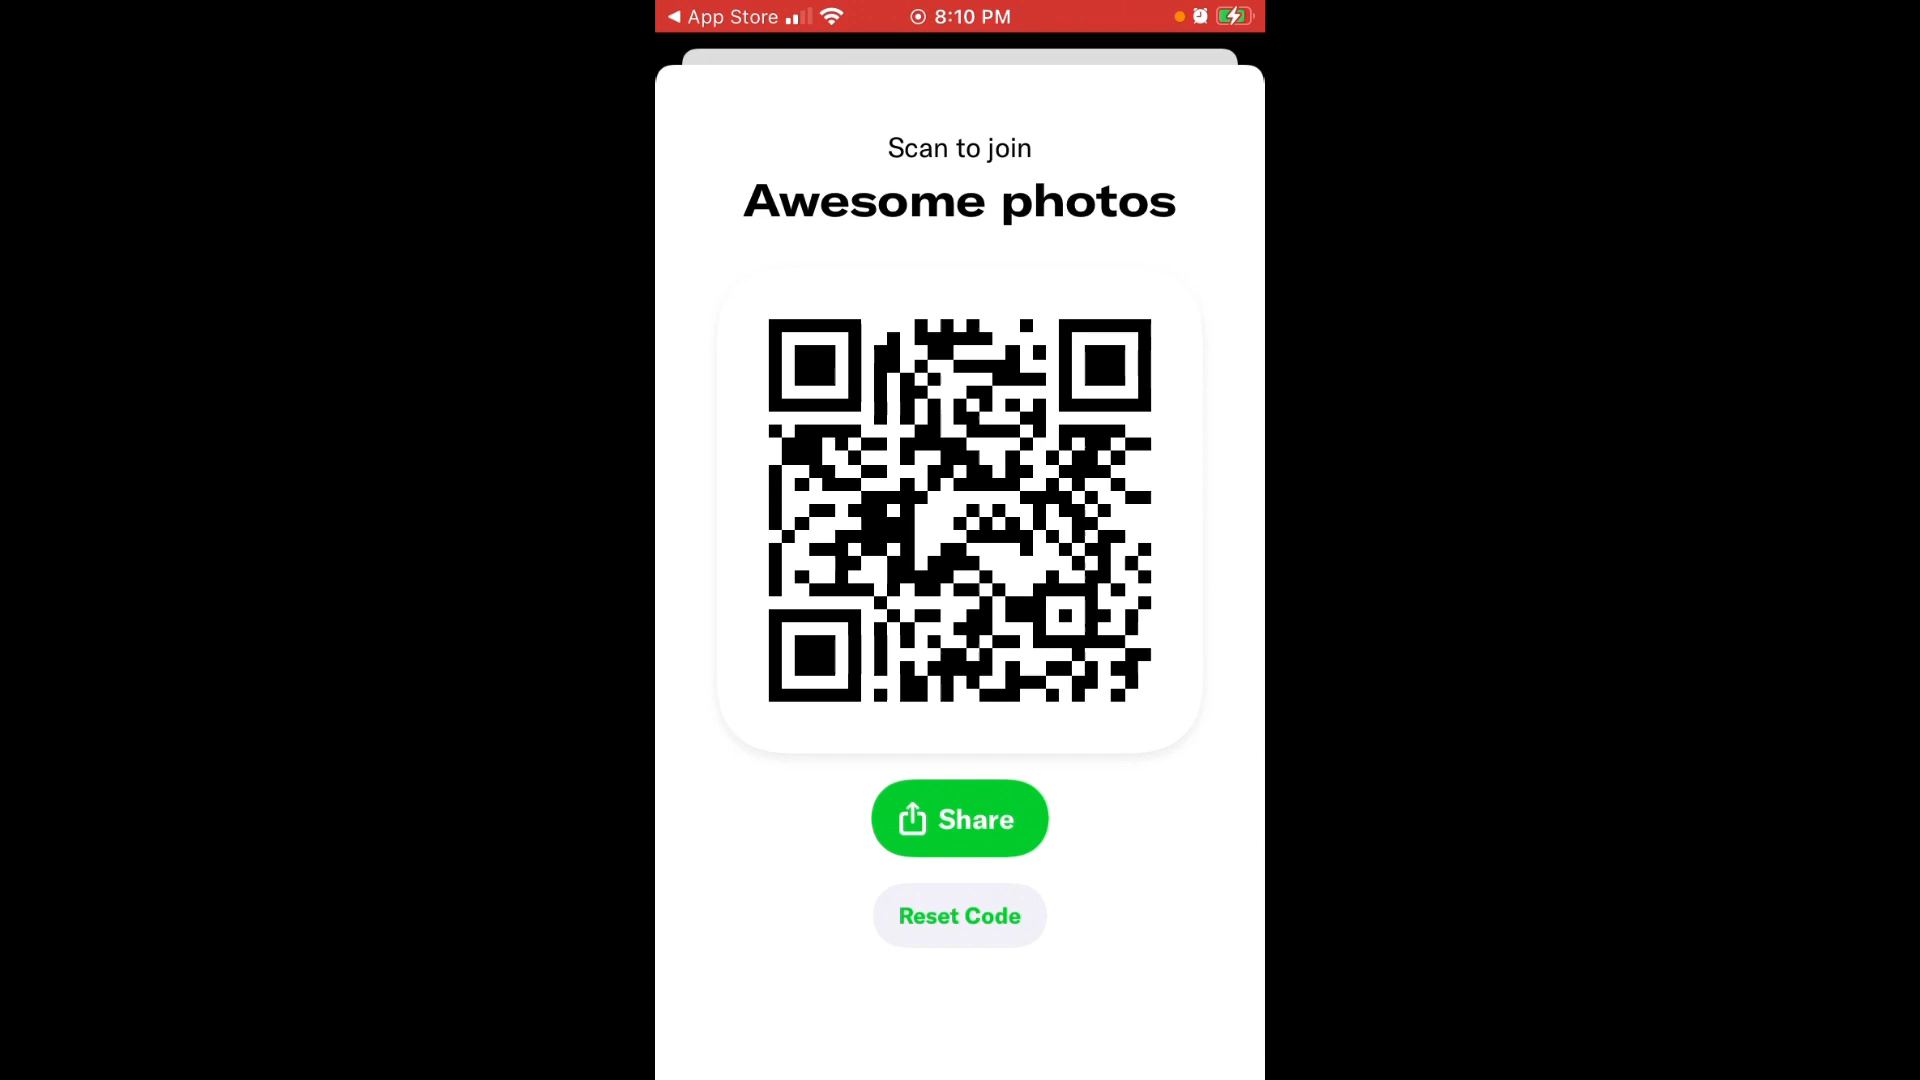 App Store 8:10 PM
Scan to join
Awesome photos
Share
Reset Code